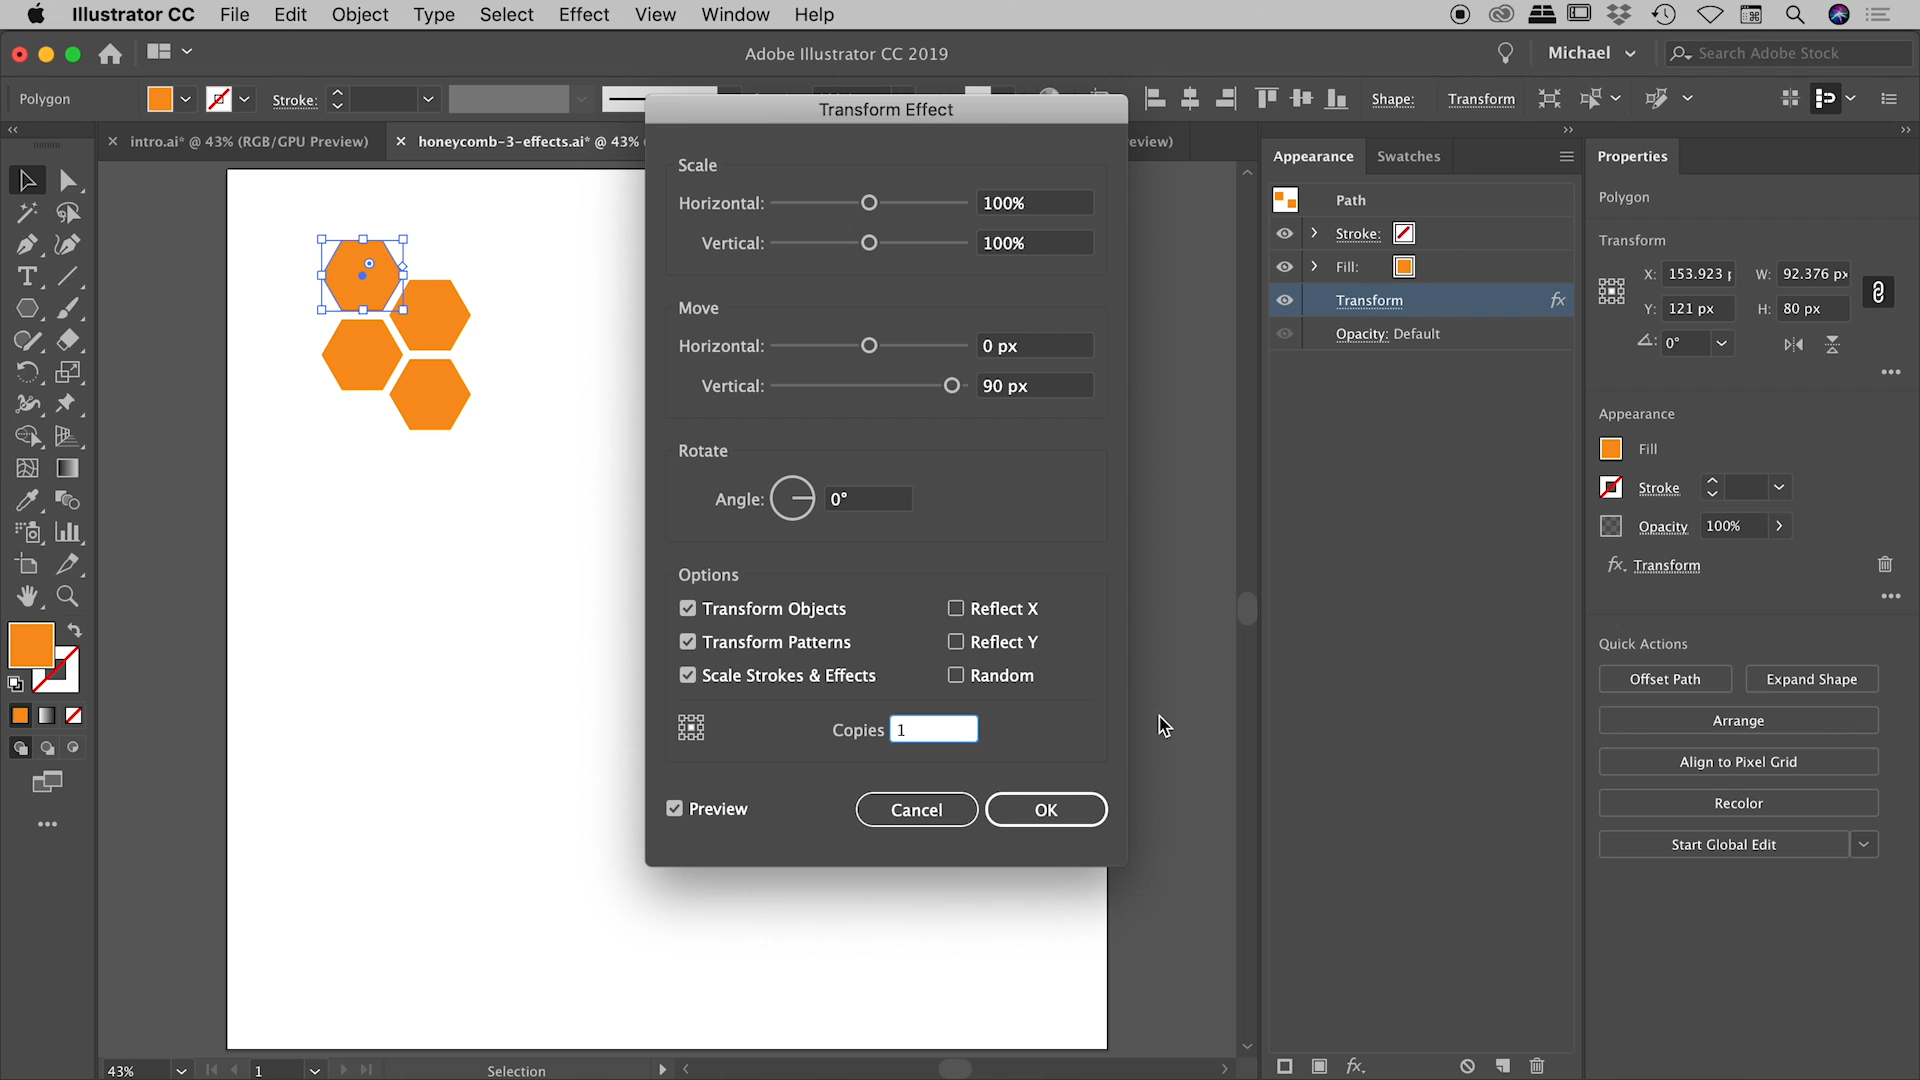 Illustrator CC File Edit Object Type Select Effect View Window Help
Adobe Illustrator CC 2019
Michael
Search Adobe Stock
Polygon
Stroke:
Shape:
Transform
intro.ai* @ 43% (RGB/GPU Preview)
honeycomb-3-effects.ai* @ 43%
view)
Transform Effect
Scale
Horizontal: 100%
Vertical: 100%
Move
Horizontal: 0 px
Vertical: 90 px
Rotate
Angle: 0°
Options
Transform Objects
Reflect X
Transform Patterns
Reflect Y
Scale Strokes & Effects
Random
Copies 1
Preview
Cancel
OK
Appearance
Swatches
Path
Stroke:
Fill:
Transform fx
Opacity: Default
fx.
Properties
Polygon
Transform
X: 153.923 p
W: 92.376 px
Y: 121 px
H: 80 px
0°
Appearance
Fill
Stroke
Opacity 100%
fx. Transform
Quick Actions
Offset Path
Expand Shape
Arrange
Align to Pixel Grid
Recolor
Start Global Edit
43%
1
Selection